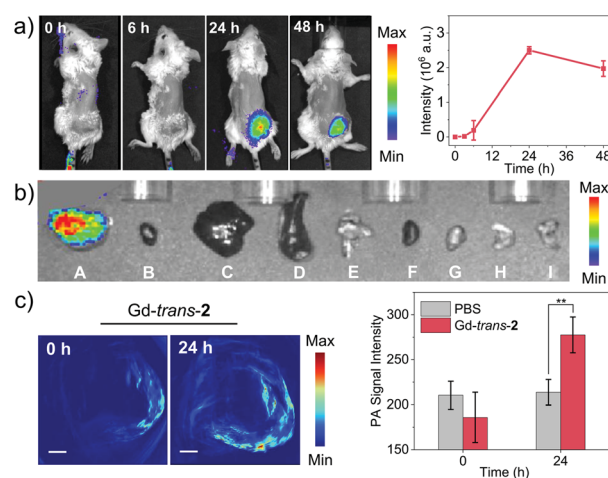 a)
0 h
6 h
24 h
48 h
Max
Min
Intensity (10⁶ a.u.)
3
2
1
0
0 12 24 36 48
Time (h)
b)
A B C D E F G H I
Max
Min
c)
Gd-trans-2
0 h
24 h
Max
Min
PA Signal Intensity
300
250
200
150
PBS
Gd-trans-2
**
0 24
Time (h)